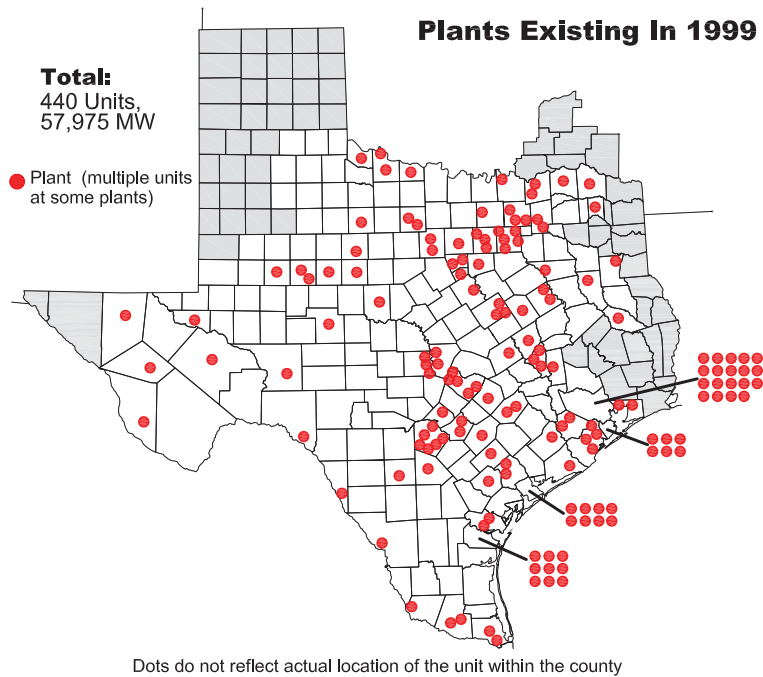 Plants Existing In 1999
Total:
440 Units,
57,975 MW
Plant (multiple units
at some plants)
Dots do not reflect actual location of the unit within the county